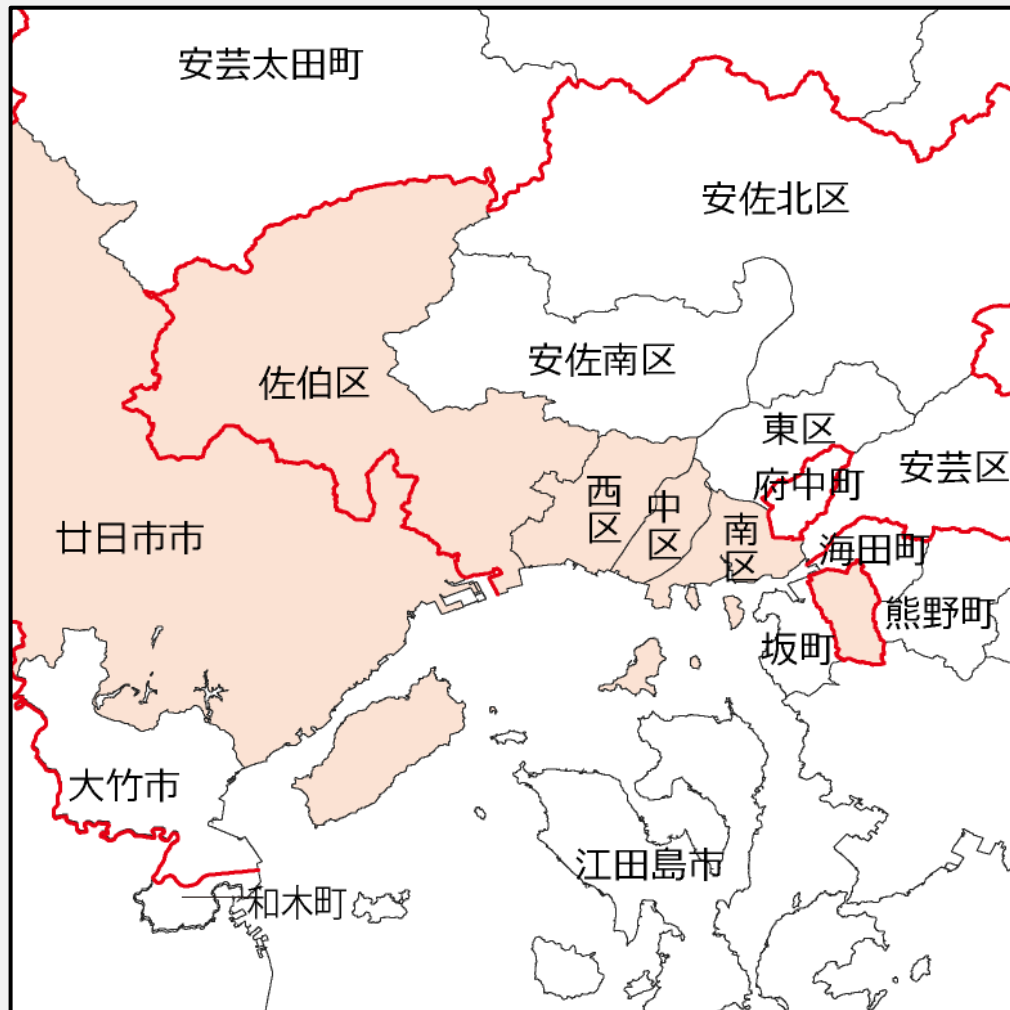 安芸太田町
安佐北区
安佐南区
佐伯区
東区
安芸区
府中町
西区
中区
南区
廿日市市
海田町
熊野町
坂町
大竹市
江田島市
和木町